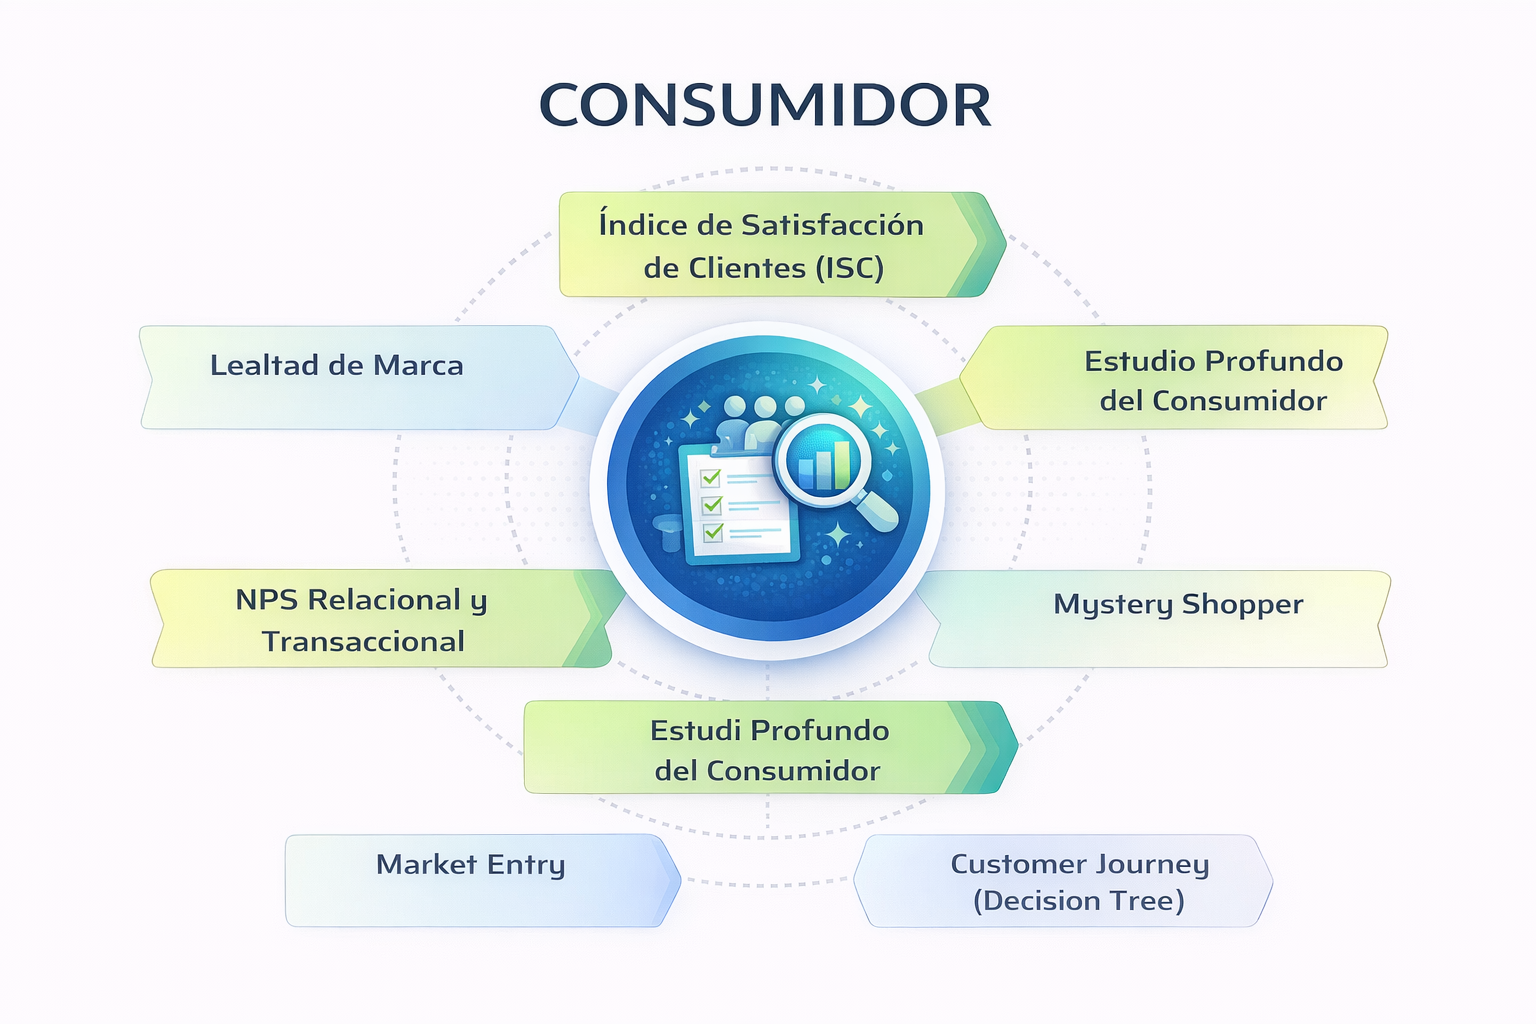 CONSUMIDOR
Índice de Satisfacción
de Clientes (ISC)
Lealtad de Marca
Estudio Profundo
del Consumidor
NPS Relacional y
Transaccional
Mystery Shopper
Estudi Profundo
del Consumidor
Market Entry
Customer Journey
(Decision Tree)